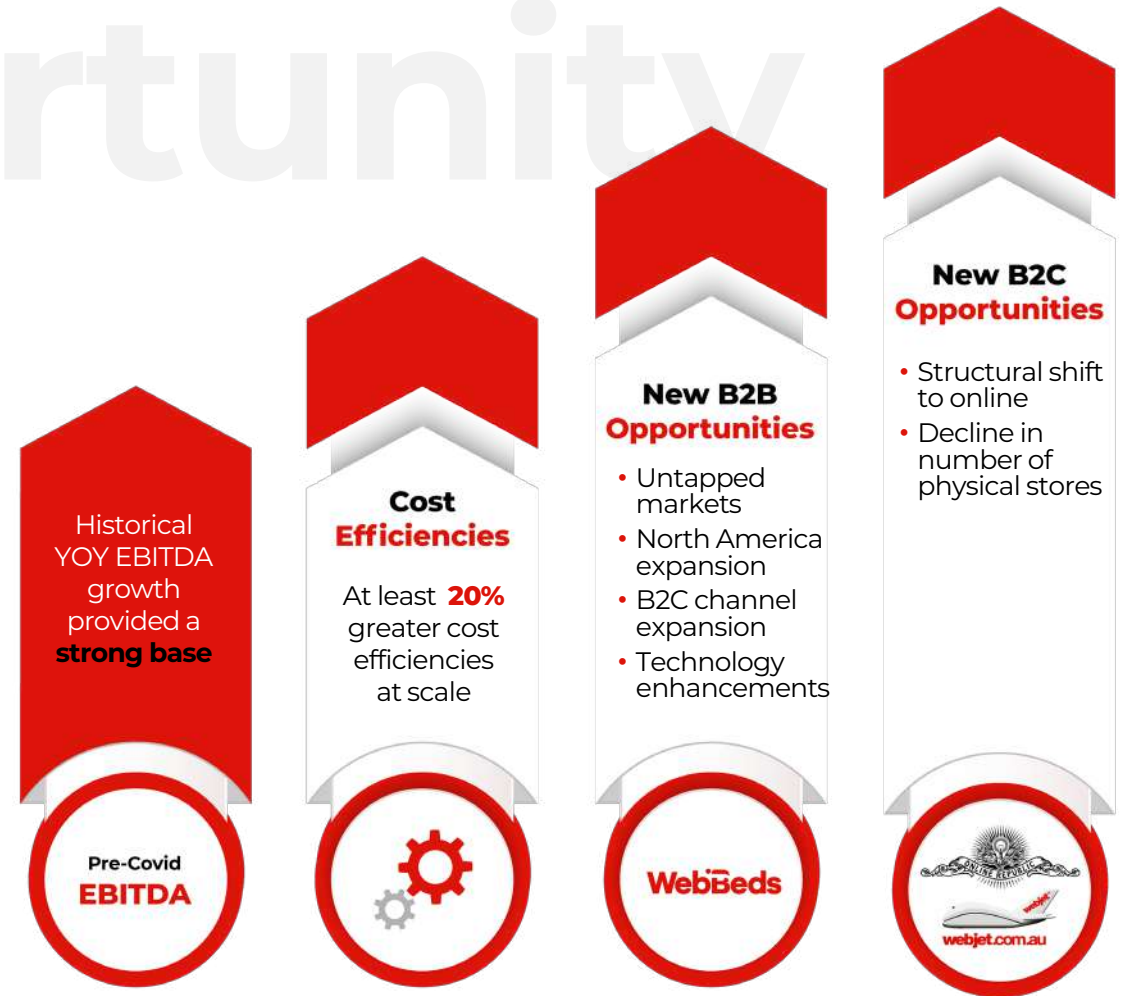 rtunity
Historical
YOY EBITDA
growth
provided a
strong base
Pre-Covid
EBITDA
Cost
Efficiencies
At least 20%
greater cost
efficiencies
at scale
New B2B
Opportunities
• Untapped
markets
• North America
expansion
• B2C channel
expansion
• Technology
enhancements
WebBeds
New B2C
Opportunities
• Structural shift
to online
• Decline in
number of
physical stores
ONLINE REPUBLIC
webjet
webjet.com.au